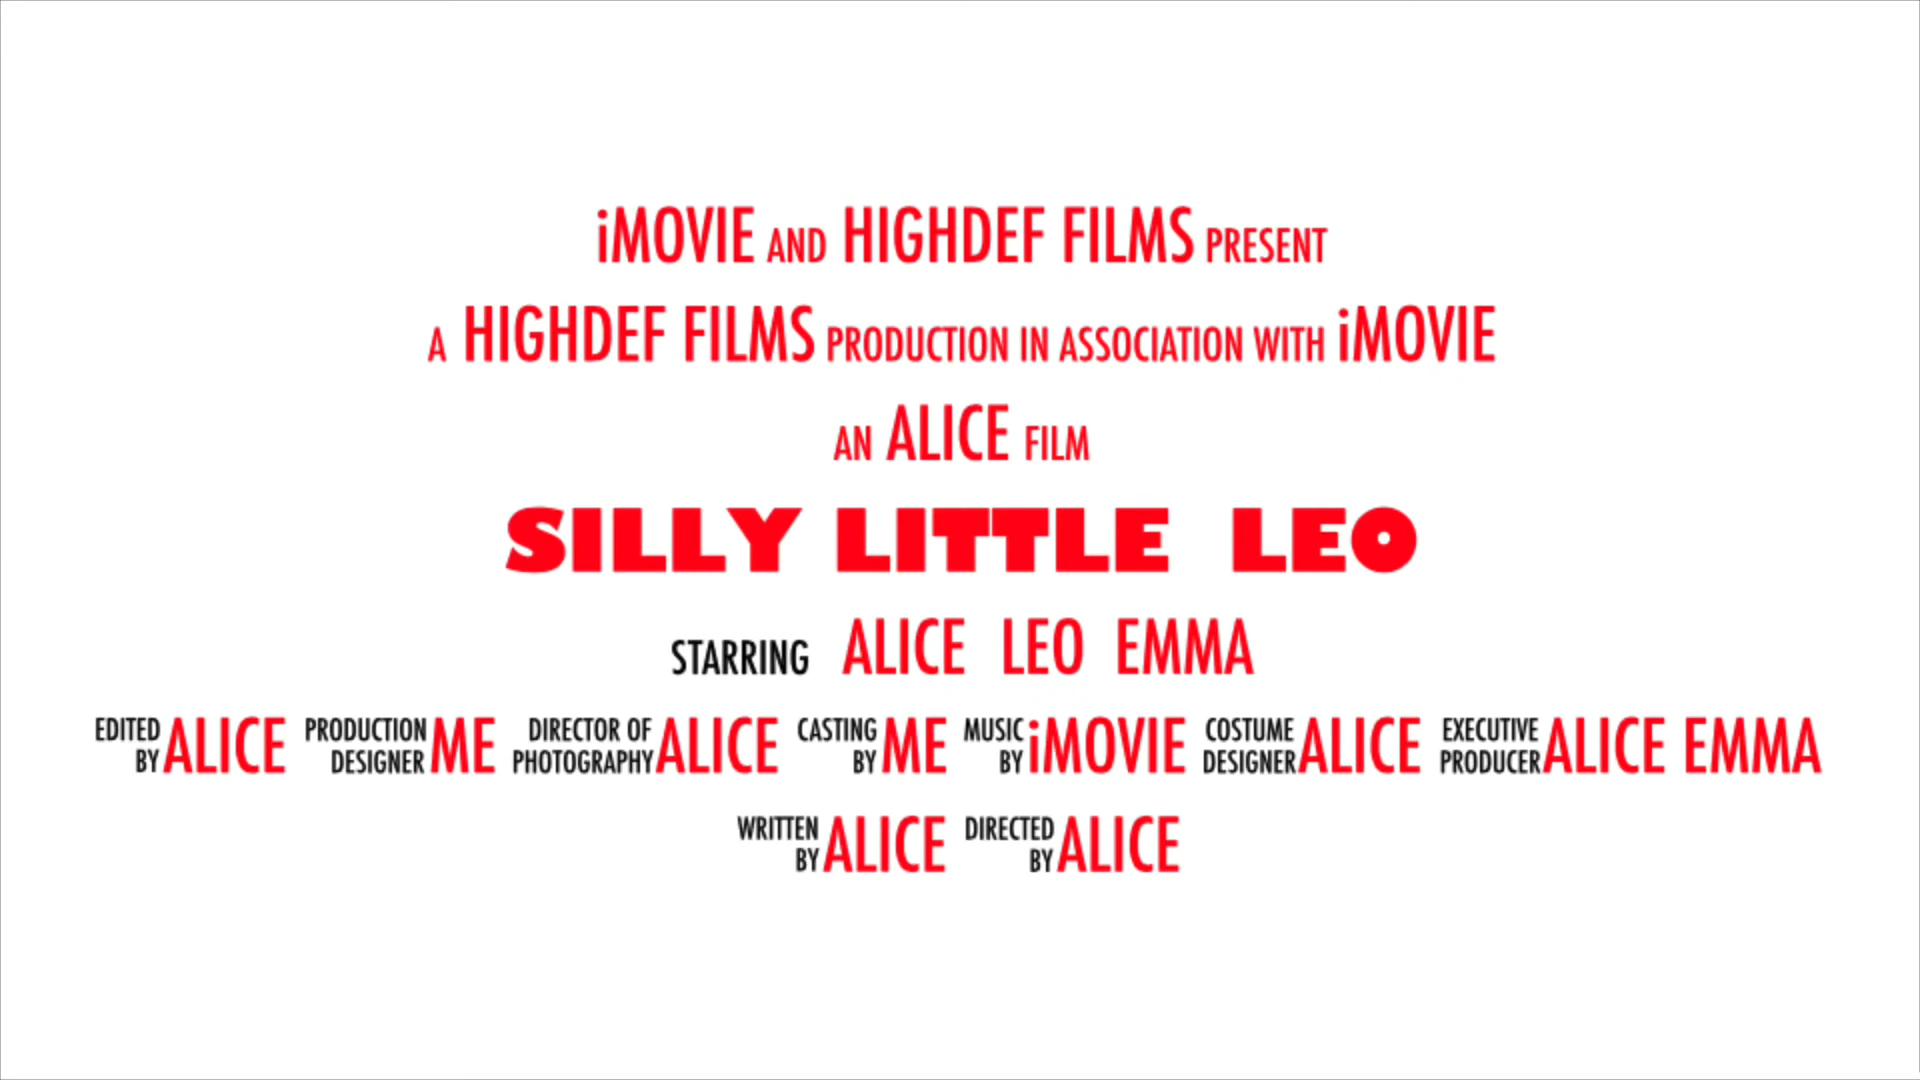 iMOVIE AND HIGHDEF FILMS PRESENT
A HIGHDEF FILMS PRODUCTION IN ASSOCIATION WITH iMOVIE
AN ALICE FILM
SILLY LITTLE LEO
STARRING ALICE LEO EMMA
EDITED BY ALICE PRODUCTION DESIGNER ME DIRECTOR OF PHOTOGRAPHY ALICE CASTING BY ME MUSIC BY iMOVIE COSTUME DESIGNER ALICE EXECUTIVE PRODUCER ALICE EMMA
WRITTEN BY ALICE DIRECTED BY ALICE